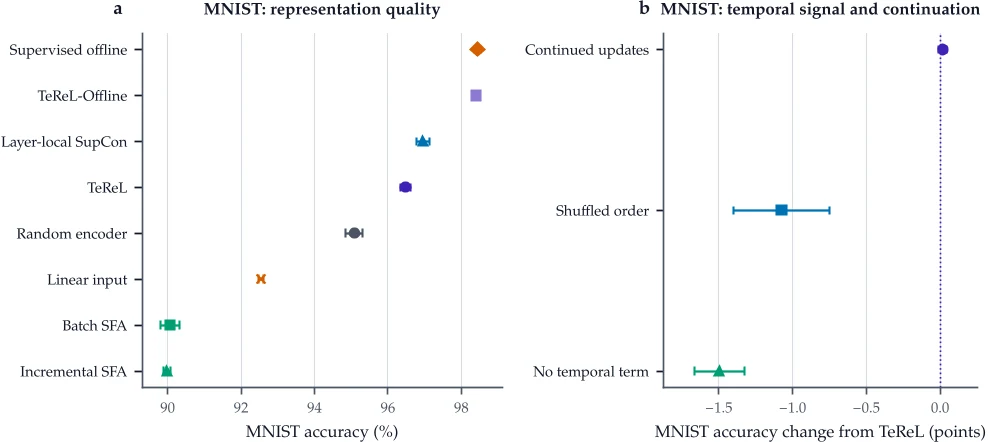 a MNIST: representation quality
Supervised offline
TeReL-Offline
Layer-local SupCon
TeReL
Random encoder
Linear input
Batch SFA
Incremental SFA
90 92 94 96 98
MNIST accuracy (%)
b MNIST: temporal signal and continuation
Continued updates
Shuffled order
No temporal term
−1.5 −1.0 −0.5 0.0
MNIST accuracy change from TeReL (points)